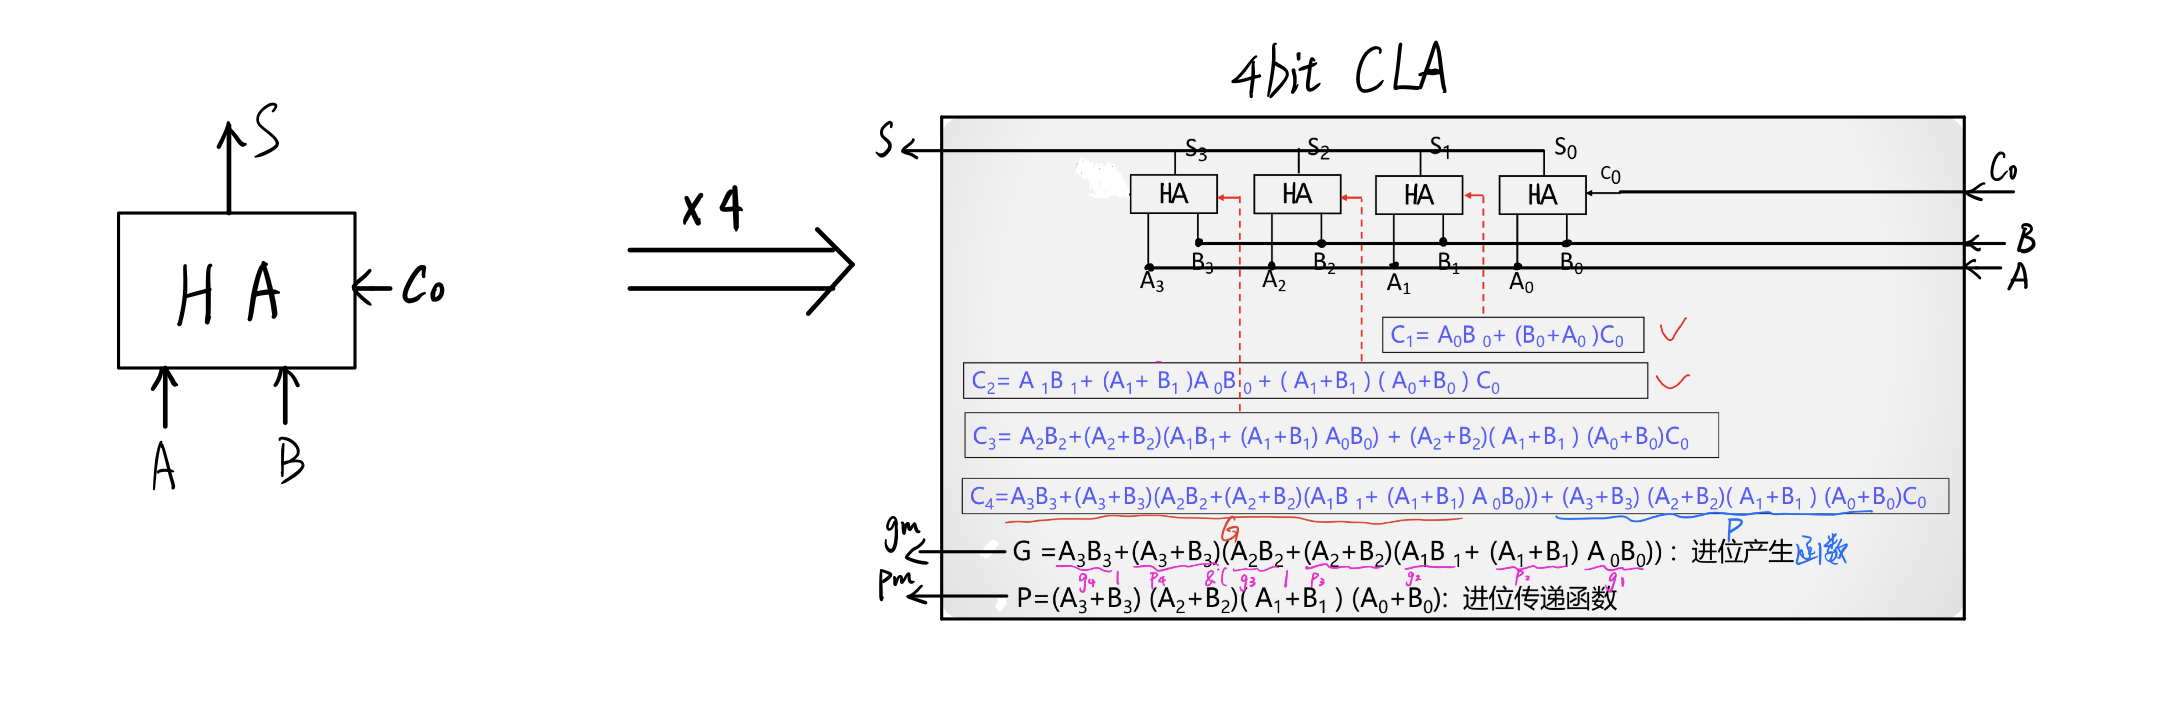 4bit CLA
S
S
S₃ S₂ S₁ S₀
C₀
C₀
HA HA HA HA
x 4
B
H A
C₀
B₃ B₂ B₁ B₀
A
A₃ A₂ A₁ A₀
C₁= A₀B ₀+ (B₀+A₀ )C₀
C₂= A ₁B ₁+ (A₁+ B₁ )A ₀B ₀ + ( A₁+B₁ ) ( A₀+B₀ ) C₀
A
B
C₃= A₂B₂+(A₂+B₂)(A₁B₁+ (A₁+B₁) A₀B₀) + (A₂+B₂)( A₁+B₁ ) (A₀+B₀)C₀
C₄=A₃B₃+(A₃+B₃)(A₂B₂+(A₂+B₂)(A₁B ₁+ (A₁+B₁) A ₀B₀))+ (A₃+B₃) (A₂+B₂)( A₁+B₁ ) (A₀+B₀)C₀
G P
gm
G =A₃B₃+(A₃+B₃)(A₂B₂+(A₂+B₂)(A₁B ₁+ (A₁+B₁) A ₀B₀)) : 进位产生函数
g₄ | P₄ &( g₃ | P₃ g₂ P₂ g₁
Pm
P=(A₃+B₃) (A₂+B₂)( A₁+B₁ ) (A₀+B₀): 进位传递函数